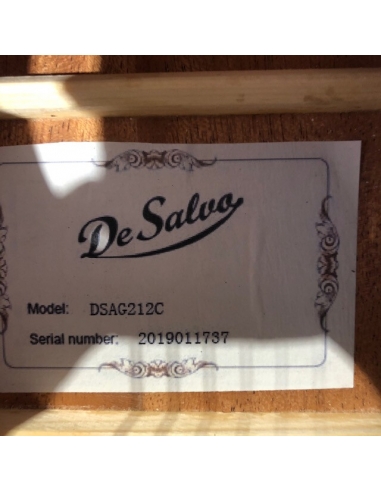 De Salvo
Model: DSAG212C
Serial number: 2019011737